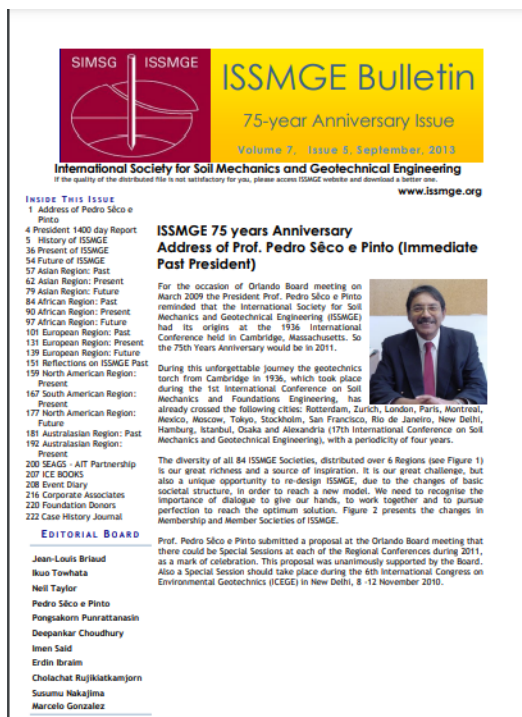 SIMSG ISSMGE
ISSMGE Bulletin
75-year Anniversary Issue
Volume 7, Issue 5, September, 2013
International Society for Soil Mechanics and Geotechnical Engineering
If the quality of the distributed file is not satisfactory for you, please access ISSMGE website and download a better one.
www.issmge.org
INSIDE THIS ISSUE
1 Address of Pedro Sêco e
Pinto
4 President 1400 day Report
5 History of ISSMGE
36 Present of ISSMGE
54 Future of ISSMGE
57 Asian Region: Past
62 Asian Region: Present
79 Asian Region: Future
84 African Region: Past
90 African Region: Present
97 African Region: Future
101 European Region: Past
131 European Region: Present
139 European Region: Future
151 Reflections on ISSMGE Past
159 North American Region:
Present
167 South American Region:
Present
177 North American Region:
Future
181 Australasian Region: Past
192 Australasian Region:
Present
200 SEAGS - AIT Partnership
207 ICE BOOKS
208 Event Diary
216 Corporate Associates
220 Foundation Donors
222 Case History Journal
EDITORIAL BOARD
Jean-Louis Briaud
Ikuo Towhata
Neil Taylor
Pedro Sêco e Pinto
Pongsakorn Punrattanasin
Deepankar Choudhury
Imen Said
Erdin Ibraim
Cholachat Rujikiatkamjorn
Susumu Nakajima
Marcelo Gonzalez
ISSMGE 75 years Anniversary
Address of Prof. Pedro Sêco e Pinto (Immediate
Past President)
For the occasion of Orlando Board meeting on
March 2009 the President Prof. Pedro Sêco e Pinto
reminded that the International Society for Soil
Mechanics and Geotechnical Engineering (ISSMGE)
had its origins at the 1936 International
Conference held in Cambridge, Massachusetts. So
the 75th Years Anniversary would be in 2011.
During this unforgettable journey the geotechnics
torch from Cambridge in 1936, which took place
during the 1st International Conference on Soil
Mechanics and Foundations Engineering, has
already crossed the following cities: Rotterdam, Zurich, London, Paris, Montreal,
Mexico, Moscow, Tokyo, Stockholm, San Francisco, Rio de Janeiro, New Delhi,
Hamburg, Istanbul, Osaka and Alexandria (17th International Conference on Soil
Mechanics and Geotechnical Engineering), with a periodicity of four years.
The diversity of all 84 ISSMGE Societies, distributed over 6 Regions (see Figure 1)
is our great richness and a source of inspiration. It is our great challenge, but
also a unique opportunity to re-design ISSMGE, due to the changes of basic
societal structure, in order to reach a new model. We need to recognise the
importance of dialogue to give our hands, to work together and to pursue
perfection to reach the optimum solution. Figure 2 presents the changes in
Membership and Member Societies of ISSMGE.
Prof. Pedro Sêco e Pinto submitted a proposal at the Orlando Board meeting that
there could be Special Sessions at each of the Regional Conferences during 2011,
as a mark of celebration. This proposal was unanimously supported by the Board.
Also a Special Session should take place during the 6th International Congress on
Environmental Geotechnics (ICEGE) in New Delhi, 8 -12 November 2010.